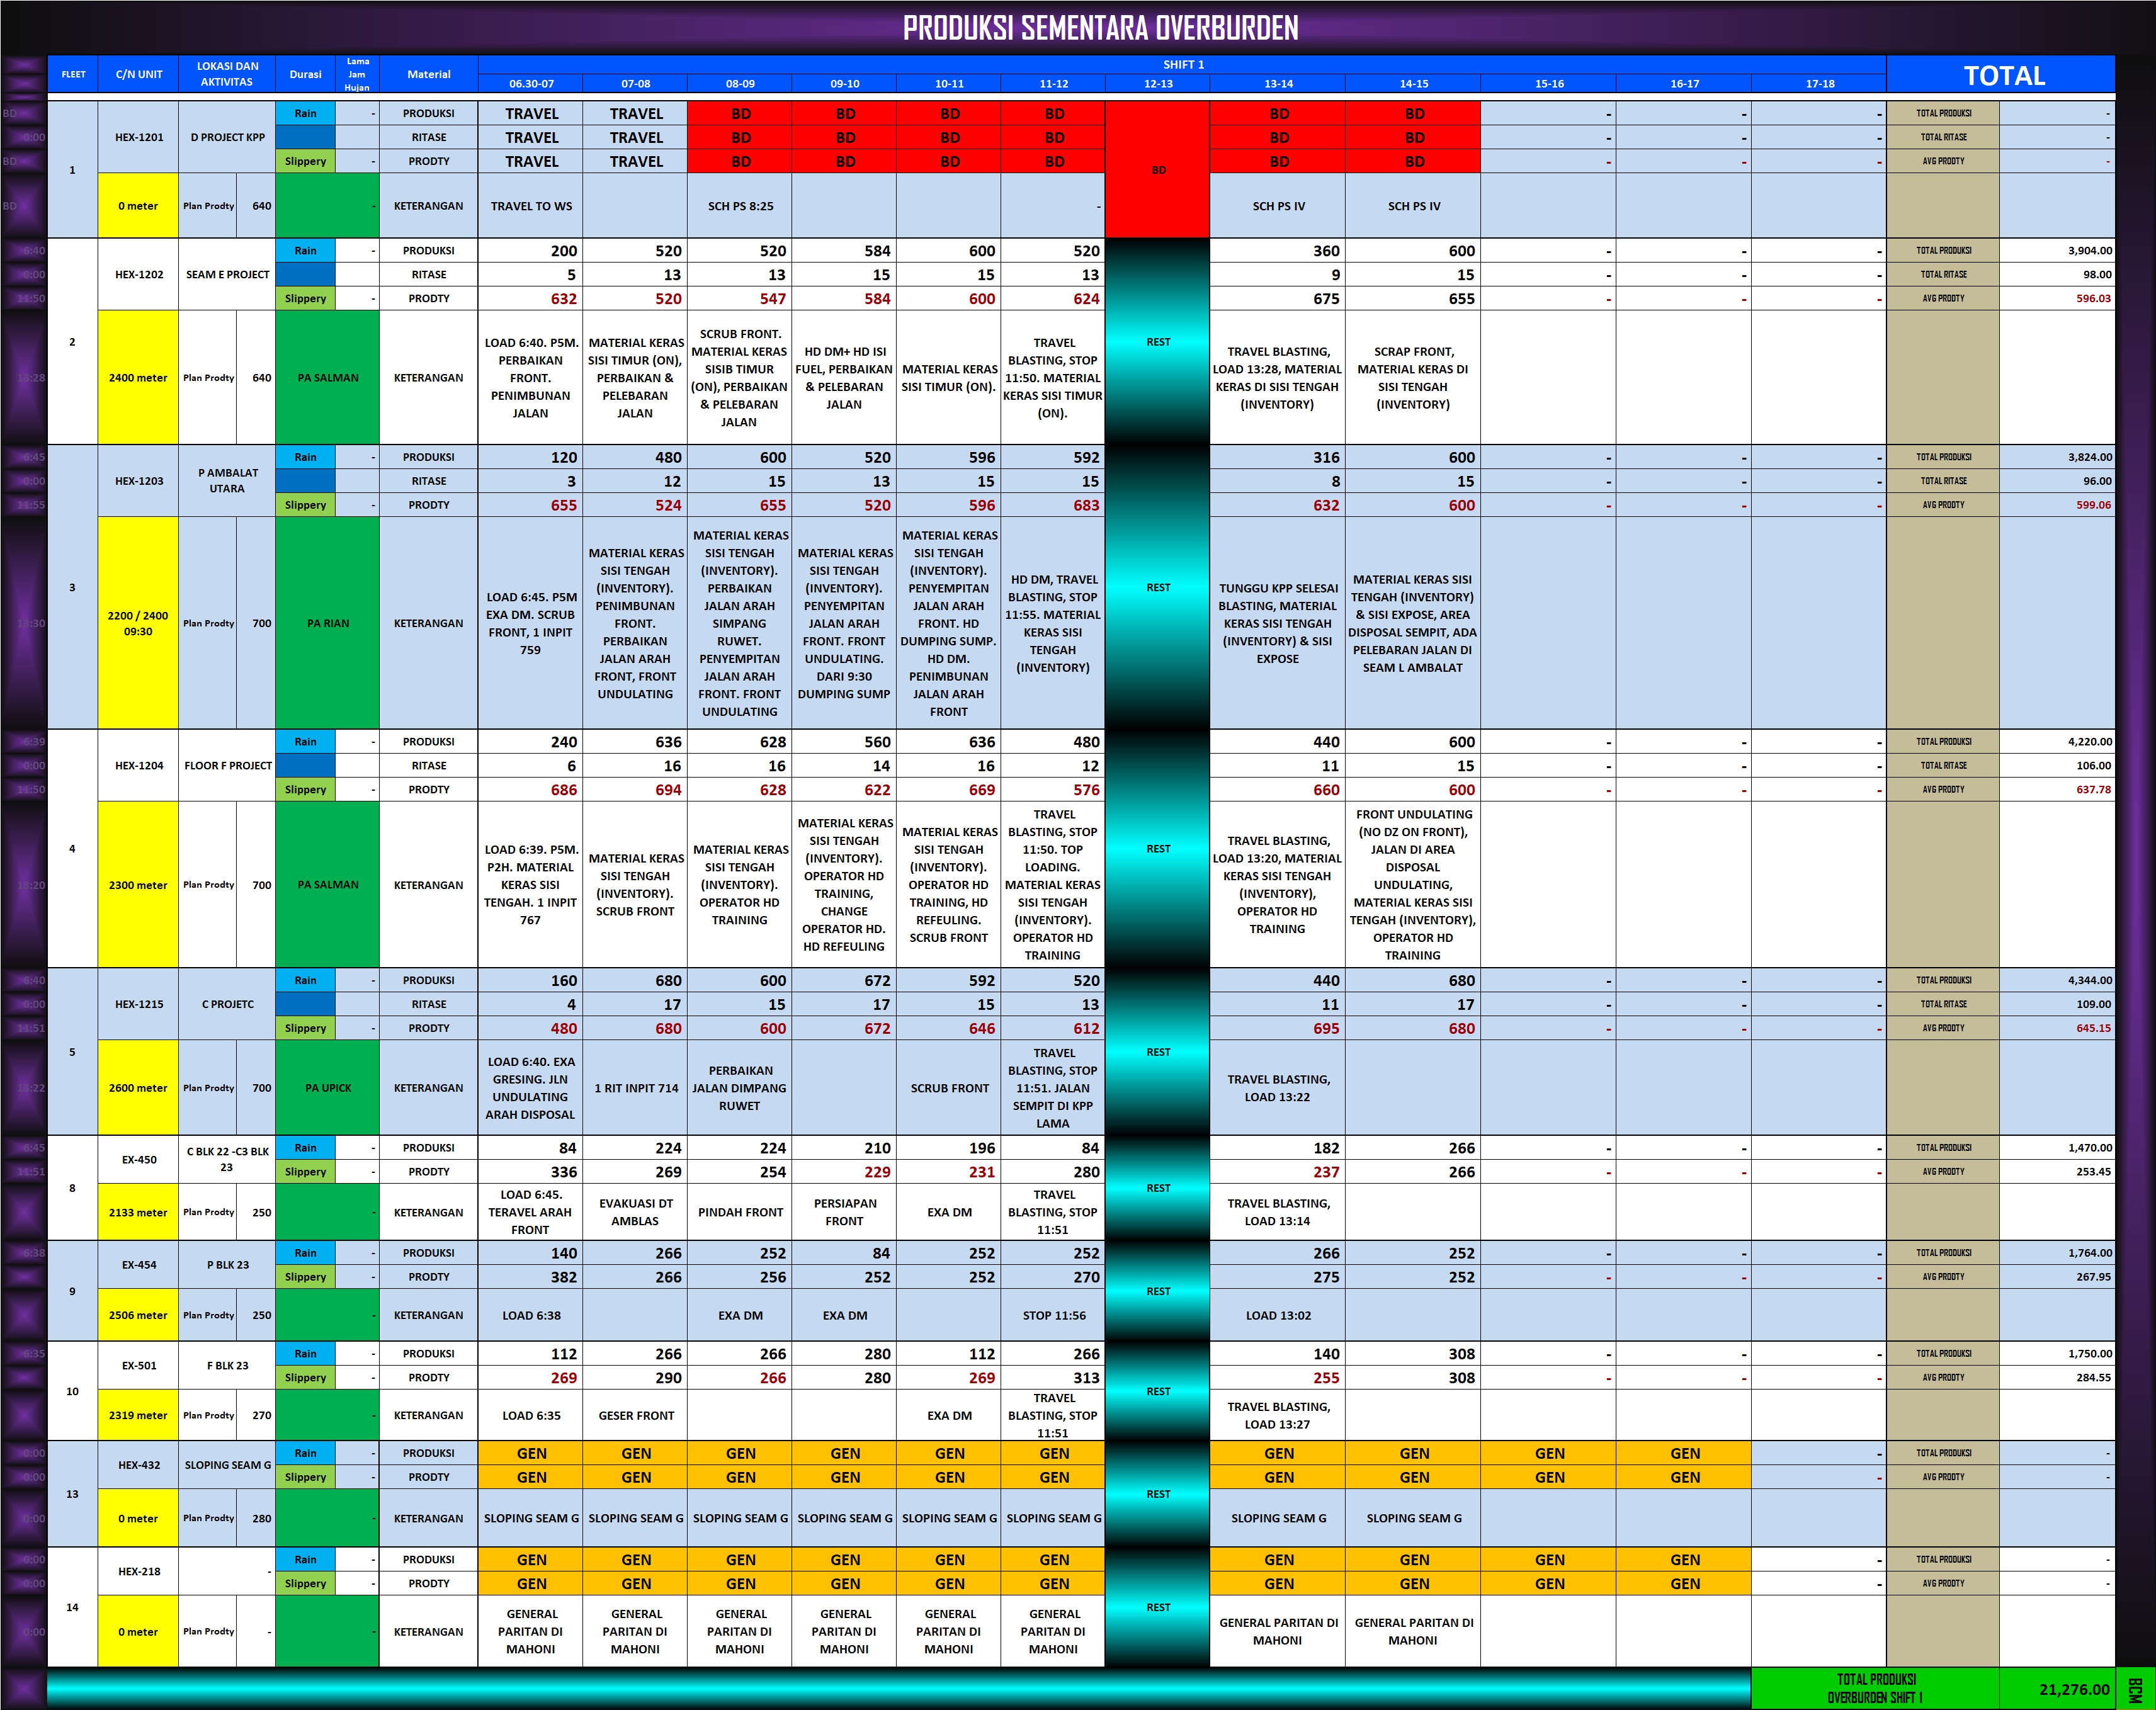 PRODUKSI SEMENTARA OVERBURDEN
FLEET C/N UNIT LOKASI DAN AKTIVITAS Durasi Lama Jam Hujan Material SHIFT 1 TOTAL
06.30-07 07-08 08-09 09-10 10-11 11-12 12-13 13-14 14-15 15-16 16-17 17-18
1 HEX-1201 D PROJECT KPP Rain - PRODUKSI TRAVEL TRAVEL BD BD BD BD BD BD BD - - - TOTAL PRODUKSI -
RITASE TRAVEL TRAVEL BD BD BD BD BD BD - - - TOTAL RITASE -
Slippery - PRODTY TRAVEL TRAVEL BD BD BD BD BD BD - - - AVG PRODTY -
0 meter Plan Prodty 640 - KETERANGAN TRAVEL TO WS SCH PS 8:25 - SCH PS IV SCH PS IV
2 HEX-1202 SEAM E PROJECT Rain - PRODUKSI 200 520 520 584 600 520 REST 360 600 - - - TOTAL PRODUKSI 3,904.00
RITASE 5 13 13 15 15 13 9 15 - - - TOTAL RITASE 98.00
Slippery - PRODTY 632 520 547 584 600 624 675 655 - - - AVG PRODTY 596.03
2400 meter Plan Prodty 640 PA SALMAN KETERANGAN LOAD 6:40. P5M. PERBAIKAN FRONT. PENIMBUNAN JALAN MATERIAL KERAS SISI TIMUR (ON), PERBAIKAN & PELEBARAN JALAN SCRUB FRONT. MATERIAL KERAS SISIB TIMUR (ON), PERBAIKAN & PELEBARAN JALAN HD DM+ HD ISI FUEL, PERBAIKAN & PELEBARAN JALAN MATERIAL KERAS SISI TIMUR (ON). TRAVEL BLASTING, STOP 11:50. MATERIAL KERAS SISI TIMUR (ON). TRAVEL BLASTING, LOAD 13:28, MATERIAL KERAS DI SISI TENGAH (INVENTORY) SCRAP FRONT, MATERIAL KERAS DI SISI TENGAH (INVENTORY)
3 HEX-1203 P AMBALAT UTARA Rain - PRODUKSI 120 480 600 520 596 592 REST 316 600 - - - TOTAL PRODUKSI 3,824.00
RITASE 3 12 15 13 15 15 8 15 - - - TOTAL RITASE 96.00
Slippery - PRODTY 655 524 655 520 596 683 632 600 - - - AVG PRODTY 599.06
2200 / 2400 09:30 Plan Prodty 700 PA RIAN KETERANGAN LOAD 6:45. P5M EXA DM. SCRUB FRONT, 1 INPIT 759 MATERIAL KERAS SISI TENGAH (INVENTORY). PENIMBUNAN FRONT. PERBAIKAN JALAN ARAH FRONT, FRONT UNDULATING MATERIAL KERAS SISI TENGAH (INVENTORY). PERBAIKAN JALAN ARAH SIMPANG RUWET. PENYEMPITAN JALAN ARAH FRONT. FRONT UNDULATING MATERIAL KERAS SISI TENGAH (INVENTORY). PENYEMPITAN JALAN ARAH FRONT. FRONT UNDULATING. DARI 9:30 DUMPING SUMP MATERIAL KERAS SISI TENGAH (INVENTORY). PENYEMPITAN JALAN ARAH FRONT. HD DUMPING SUMP. HD DM. PENIMBUNAN JALAN ARAH FRONT HD DM, TRAVEL BLASTING, STOP 11:55. MATERIAL KERAS SISI TENGAH (INVENTORY) TUNGGU KPP SELESAI BLASTING, MATERIAL KERAS SISI TENGAH (INVENTORY) & SISI EXPOSE MATERIAL KERAS SISI TENGAH (INVENTORY) & SISI EXPOSE, AREA DISPOSAL SEMPIT, ADA PELEBARAN JALAN DI SEAM L AMBALAT
4 HEX-1204 FLOOR F PROJECT Rain - PRODUKSI 240 636 628 560 636 480 REST 440 600 - - - TOTAL PRODUKSI 4,220.00
RITASE 6 16 16 14 16 12 11 15 - - - TOTAL RITASE 106.00
Slippery - PRODTY 686 694 628 622 669 576 660 600 - - - AVG PRODTY 637.78
2300 meter Plan Prodty 700 PA SALMAN KETERANGAN LOAD 6:39. P5M. P2H. MATERIAL KERAS SISI TENGAH. 1 INPIT 767 MATERIAL KERAS SISI TENGAH (INVENTORY). SCRUB FRONT MATERIAL KERAS SISI TENGAH (INVENTORY). OPERATOR HD TRAINING MATERIAL KERAS SISI TENGAH (INVENTORY). OPERATOR HD TRAINING, CHANGE OPERATOR HD. HD REFEULING MATERIAL KERAS SISI TENGAH (INVENTORY). OPERATOR HD TRAINING, HD REFEULING. SCRUB FRONT TRAVEL BLASTING, STOP 11:50. TOP LOADING. MATERIAL KERAS SISI TENGAH (INVENTORY). OPERATOR HD TRAINING TRAVEL BLASTING, LOAD 13:20, MATERIAL KERAS SISI TENGAH (INVENTORY), OPERATOR HD TRAINING FRONT UNDULATING (NO DZ ON FRONT), JALAN DI AREA DISPOSAL UNDULATING, MATERIAL KERAS SISI TENGAH (INVENTORY), OPERATOR HD TRAINING
5 HEX-1215 C PROJETC Rain - PRODUKSI 160 680 600 672 592 520 REST 440 680 - - - TOTAL PRODUKSI 4,344.00
RITASE 4 17 15 17 15 13 11 17 - - - TOTAL RITASE 109.00
Slippery - PRODTY 480 680 600 672 646 612 695 680 - - - AVG PRODTY 645.15
2600 meter Plan Prodty 700 PA UPICK KETERANGAN LOAD 6:40. EXA GRESING. JLN UNDULATING ARAH DISPOSAL 1 RIT INPIT 714 PERBAIKAN JALAN DIMPANG RUWET SCRUB FRONT TRAVEL BLASTING, STOP 11:51. JALAN SEMPIT DI KPP LAMA TRAVEL BLASTING, LOAD 13:22
8 EX-450 C BLK 22 -C3 BLK 23 Rain - PRODUKSI 84 224 224 210 196 84 REST 182 266 - - - TOTAL PRODUKSI 1,470.00
Slippery - PRODTY 336 269 254 229 231 280 237 266 - - - AVG PRODTY 253.45
2133 meter Plan Prodty 250 - KETERANGAN LOAD 6:45. TERAVEL ARAH FRONT EVAKUASI DT AMBLAS PINDAH FRONT PERSIAPAN FRONT EXA DM TRAVEL BLASTING, STOP 11:51 TRAVEL BLASTING, LOAD 13:14
9 EX-454 P BLK 23 Rain - PRODUKSI 140 266 252 84 252 252 REST 266 252 - - - TOTAL PRODUKSI 1,764.00
Slippery - PRODTY 382 266 256 252 252 270 275 252 - - - AVG PRODTY 267.95
2506 meter Plan Prodty 250 - KETERANGAN LOAD 6:38 EXA DM EXA DM STOP 11:56 LOAD 13:02
10 EX-501 F BLK 23 Rain - PRODUKSI 112 266 266 280 112 266 REST 140 308 - - - TOTAL PRODUKSI 1,750.00
Slippery - PRODTY 269 290 266 280 269 313 255 308 - - - AVG PRODTY 284.55
2319 meter Plan Prodty 270 - KETERANGAN LOAD 6:35 GESER FRONT EXA DM TRAVEL BLASTING, STOP 11:51 TRAVEL BLASTING, LOAD 13:27
13 HEX-432 SLOPING SEAM G Rain - PRODUKSI GEN GEN GEN GEN GEN GEN REST GEN GEN GEN GEN - TOTAL PRODUKSI -
Slippery - PRODTY GEN GEN GEN GEN GEN GEN GEN GEN GEN GEN - AVG PRODTY -
0 meter Plan Prodty 280 - KETERANGAN SLOPING SEAM G SLOPING SEAM G SLOPING SEAM G SLOPING SEAM G SLOPING SEAM G SLOPING SEAM G SLOPING SEAM G SLOPING SEAM G
14 HEX-218 - Rain - PRODUKSI GEN GEN GEN GEN GEN GEN REST GEN GEN GEN GEN - TOTAL PRODUKSI -
Slippery - PRODTY GEN GEN GEN GEN GEN GEN GEN GEN GEN GEN - AVG PRODTY -
0 meter Plan Prodty - - KETERANGAN GENERAL PARITAN DI MAHONI GENERAL PARITAN DI MAHONI GENERAL PARITAN DI MAHONI GENERAL PARITAN DI MAHONI GENERAL PARITAN DI MAHONI GENERAL PARITAN DI MAHONI GENERAL PARITAN DI MAHONI GENERAL PARITAN DI MAHONI
TOTAL PRODUKSI OVERBURDEN SHIFT 1 21,276.00 BCM